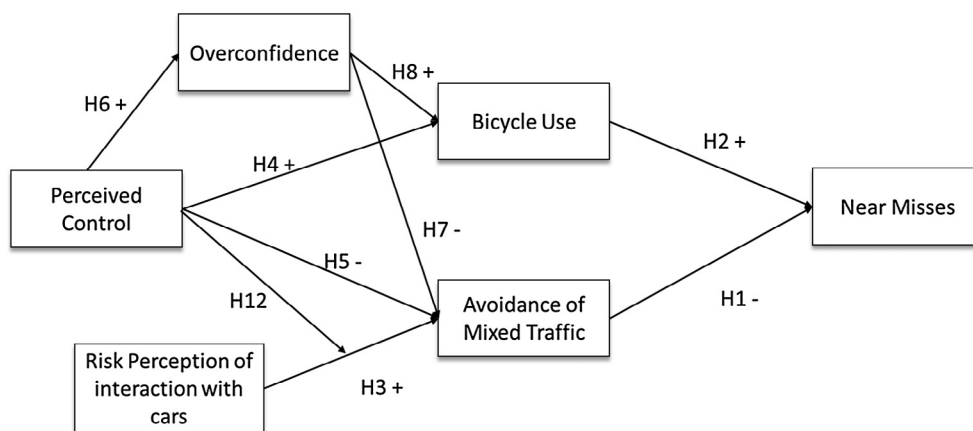 Overconfidence
H8 +
H6 +
Bicycle Use
H2 +
H4 +
Perceived
Control
Near Misses
H7 -
H5 -
H12
Avoidance of
Mixed Traffic
H1 -
Risk Perception of
interaction with
cars
H3 +